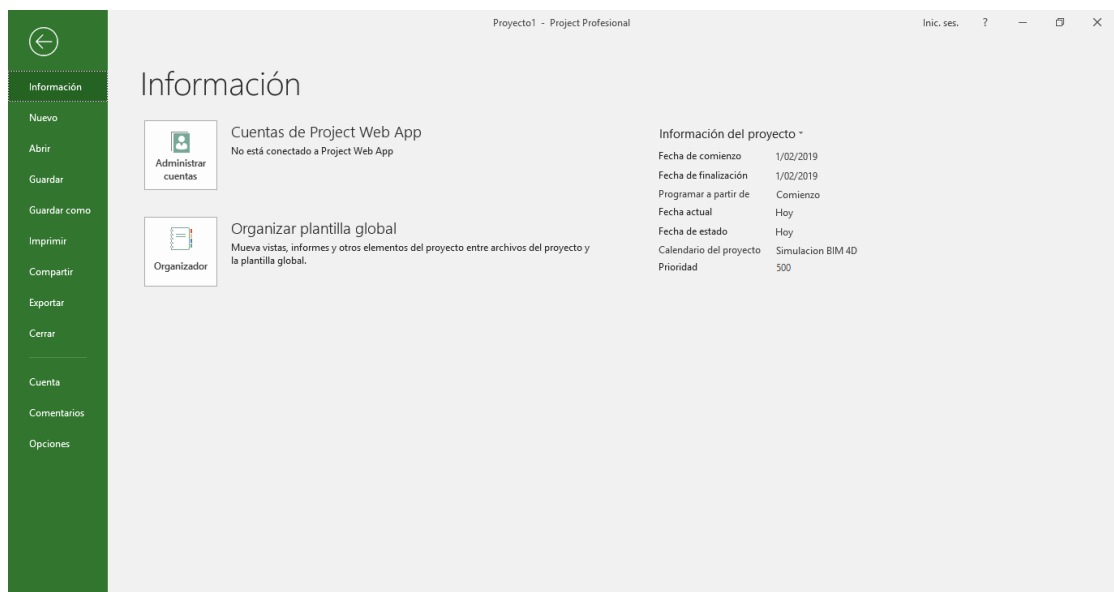 Proyecto1 - Project Profesional
Inic. ses. ?
Información
Nuevo
Abrir
Guardar
Guardar como
Imprimir
Compartir
Exportar
Cerrar
Cuenta
Comentarios
Opciones
Información
Administrar
cuentas
Cuentas de Project Web App
No está conectado a Project Web App
Organizador
Organizar plantilla global
Mueva vistas, informes y otros elementos del proyecto entre archivos del proyecto y
la plantilla global.
Información del proyecto
Fecha de comienzo 1/02/2019
Fecha de finalización 1/02/2019
Programar a partir de Comienzo
Fecha actual Hoy
Fecha de estado Hoy
Calendario del proyecto Simulacion BIM 4D
Prioridad 500